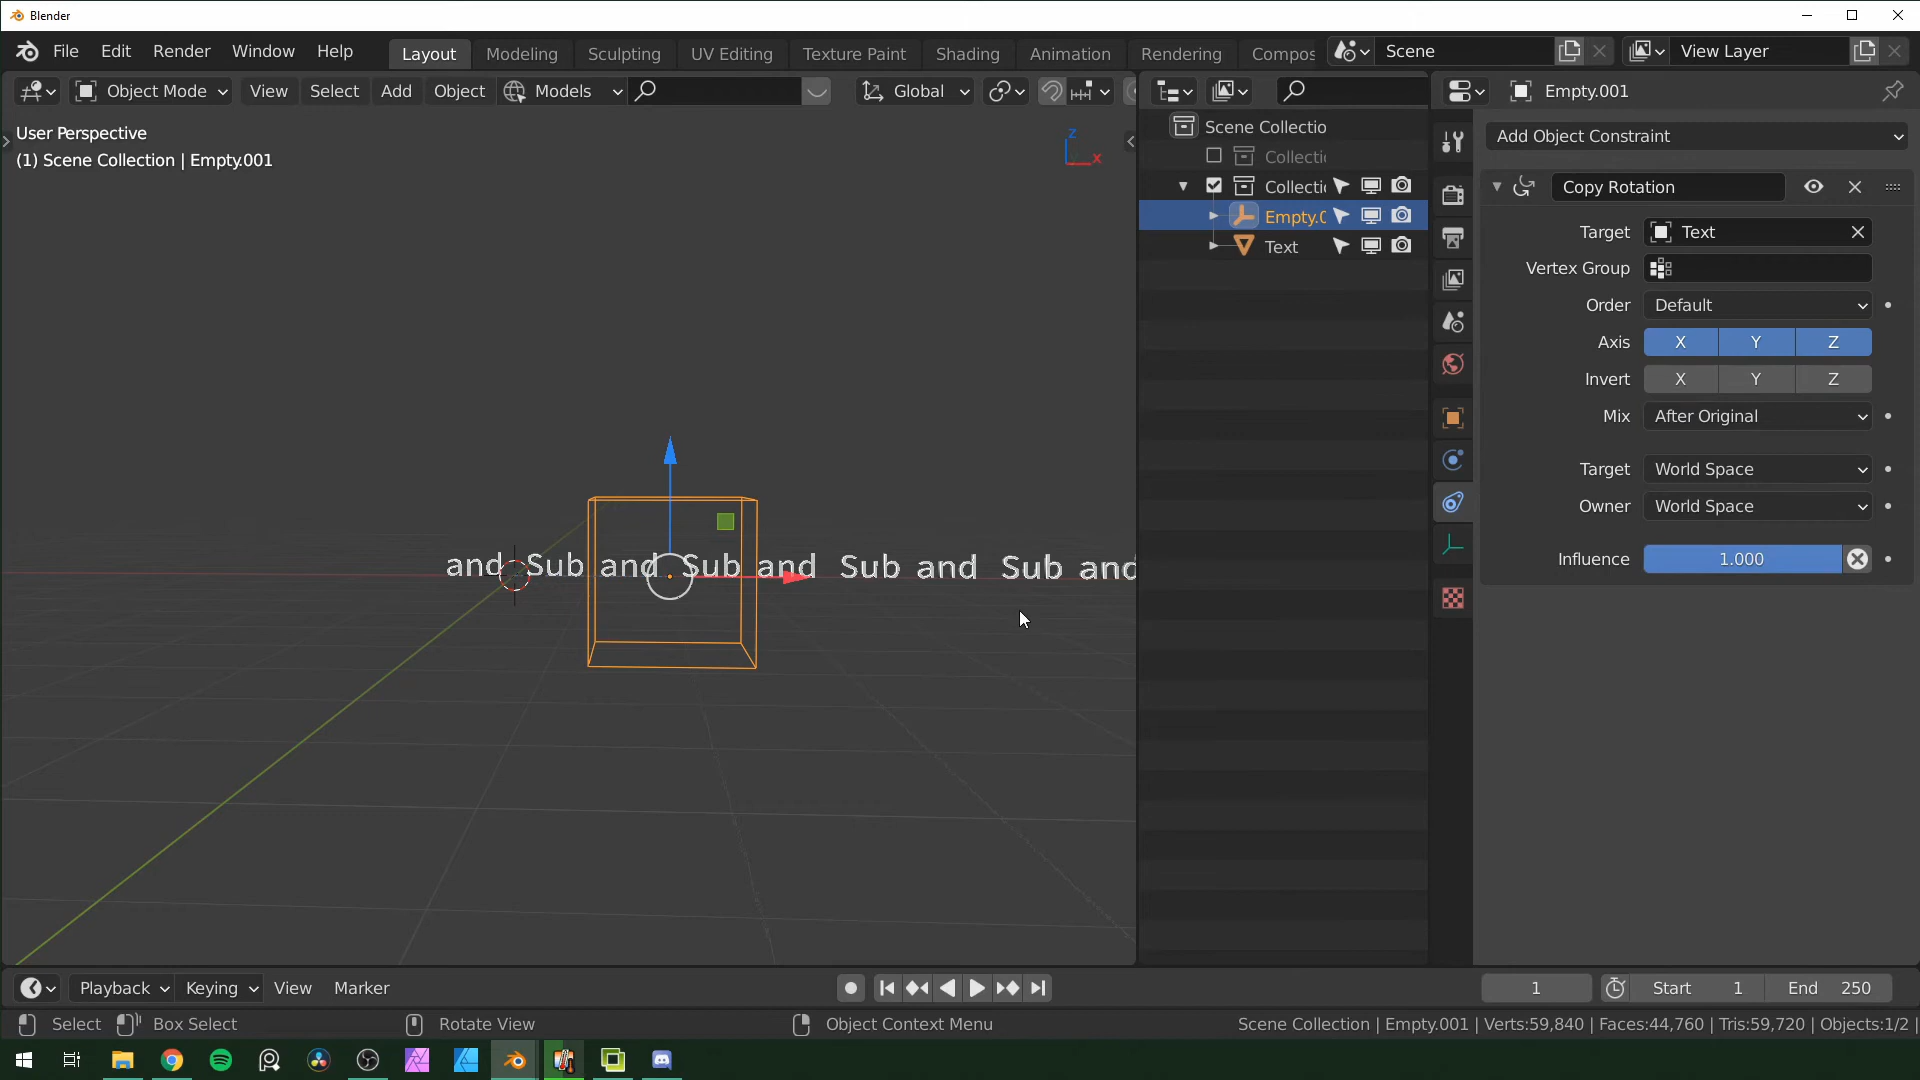 Blender
File Edit Render Window Help Layout Modeling Sculpting UV Editing Texture Paint Shading Animation Rendering Compos Scene View Layer
Object Mode View Select Add Object Models Global Empty.001
User Perspective
(1) Scene Collection | Empty.001
Z
X
and Sub and Sub and Sub and Sub and
Scene Collectio
Collecti
Collecti
Empty.0
Text
Add Object Constraint
Copy Rotation
Target Text
Vertex Group
Order Default
Axis X Y Z
Invert X Y Z
Mix After Original
Target World Space
Owner World Space
Influence 1.000
Playback Keying View Marker 1 Start 1 End 250
Select Box Select Rotate View Object Context Menu Scene Collection | Empty.001 | Verts:59,840 | Faces:44,760 | Tris:59,720 | Objects:1/2 |